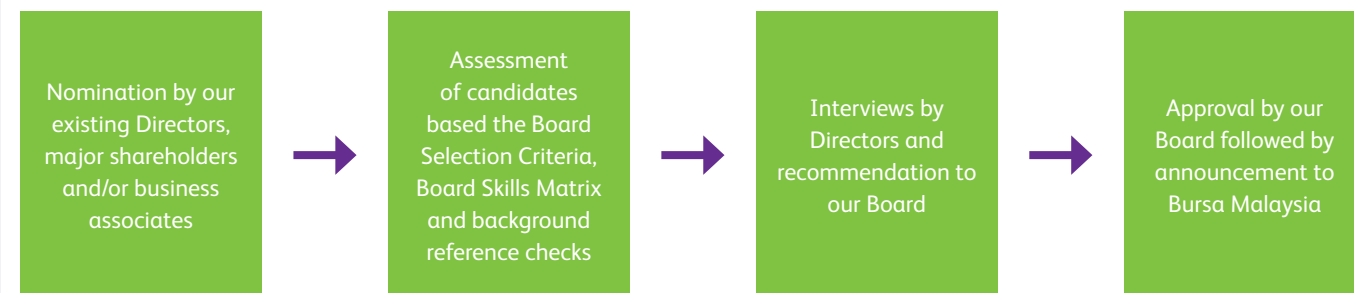 Nomination by our
existing Directors,
major shareholders
and/or business
associates
Assessment
of candidates
based the Board
Selection Criteria,
Board Skills Matrix
and background
reference checks
Interviews by
Directors and
recommendation to
our Board
Approval by our
Board followed by
announcement to
Bursa Malaysia